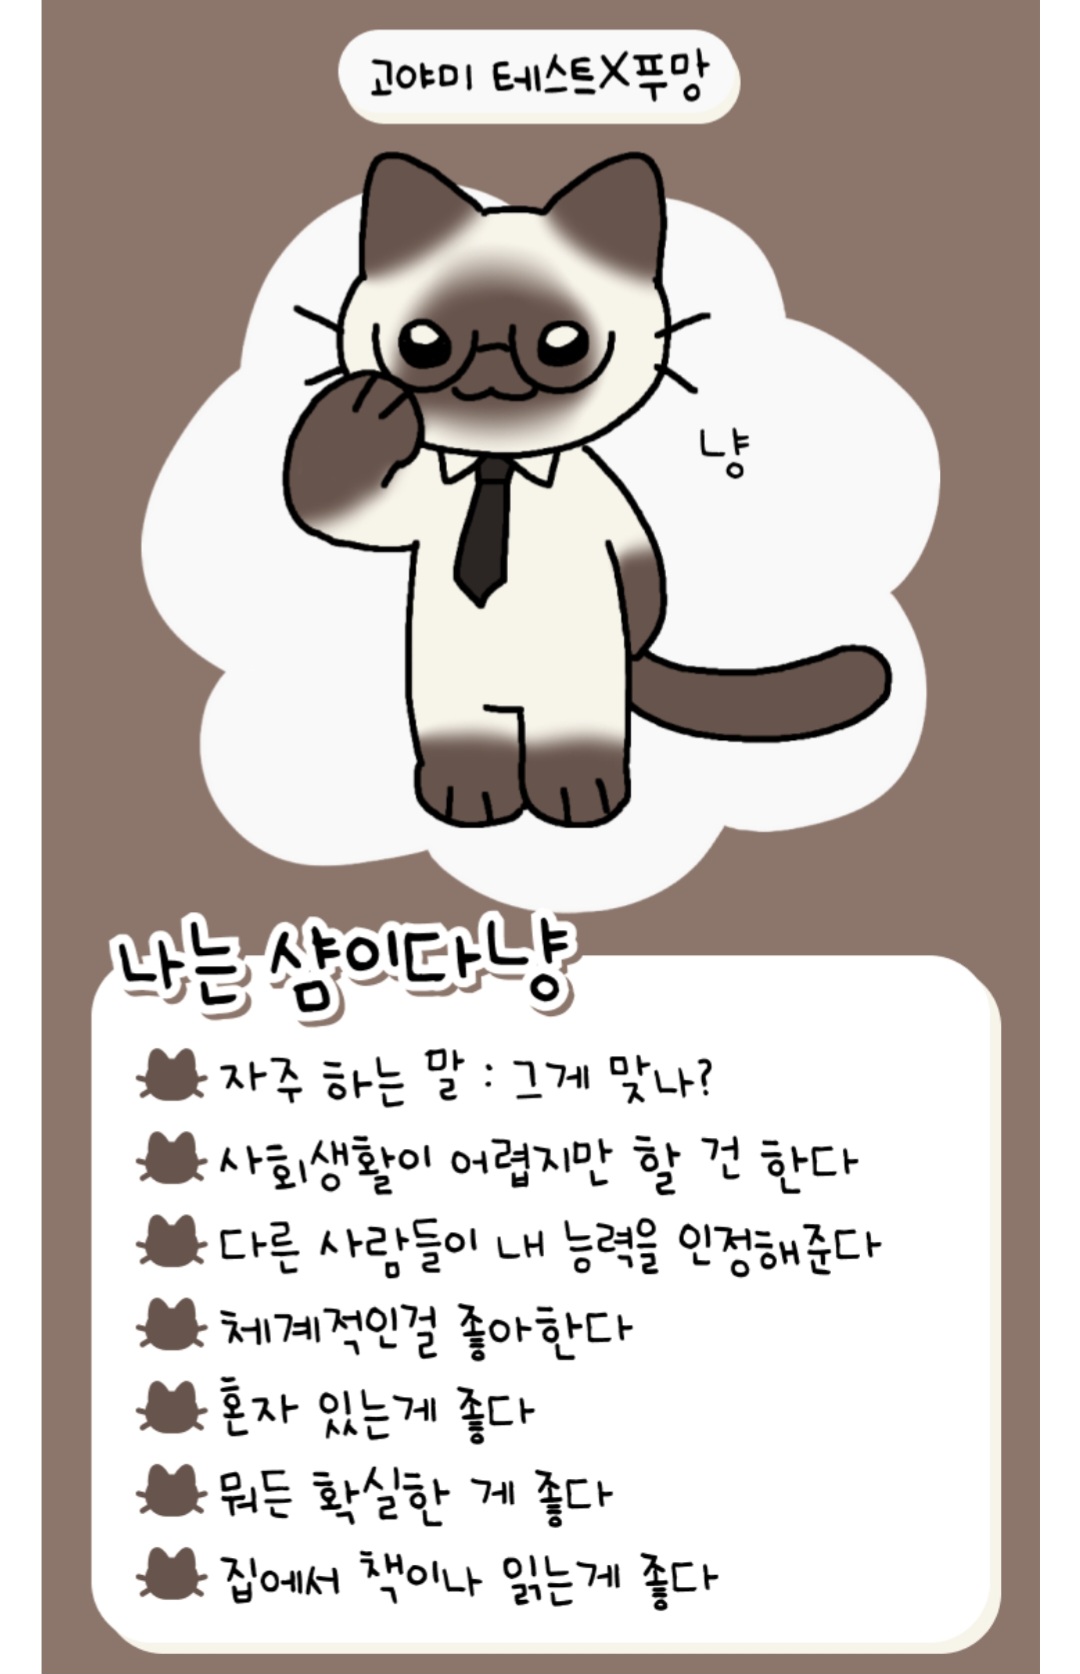 고야미 테스트X푸망
냥
나는 샴이다냥
자주 하는 말 : 그게 맞나?
사회생활이 어렵지만 할 건 한다
다른 사람들이 내 능력을 인정해준다
체계적인걸 좋아한다
혼자 있는게 좋다
뭐든 확실한 게 좋다
집에서 책이나 읽는게 좋다